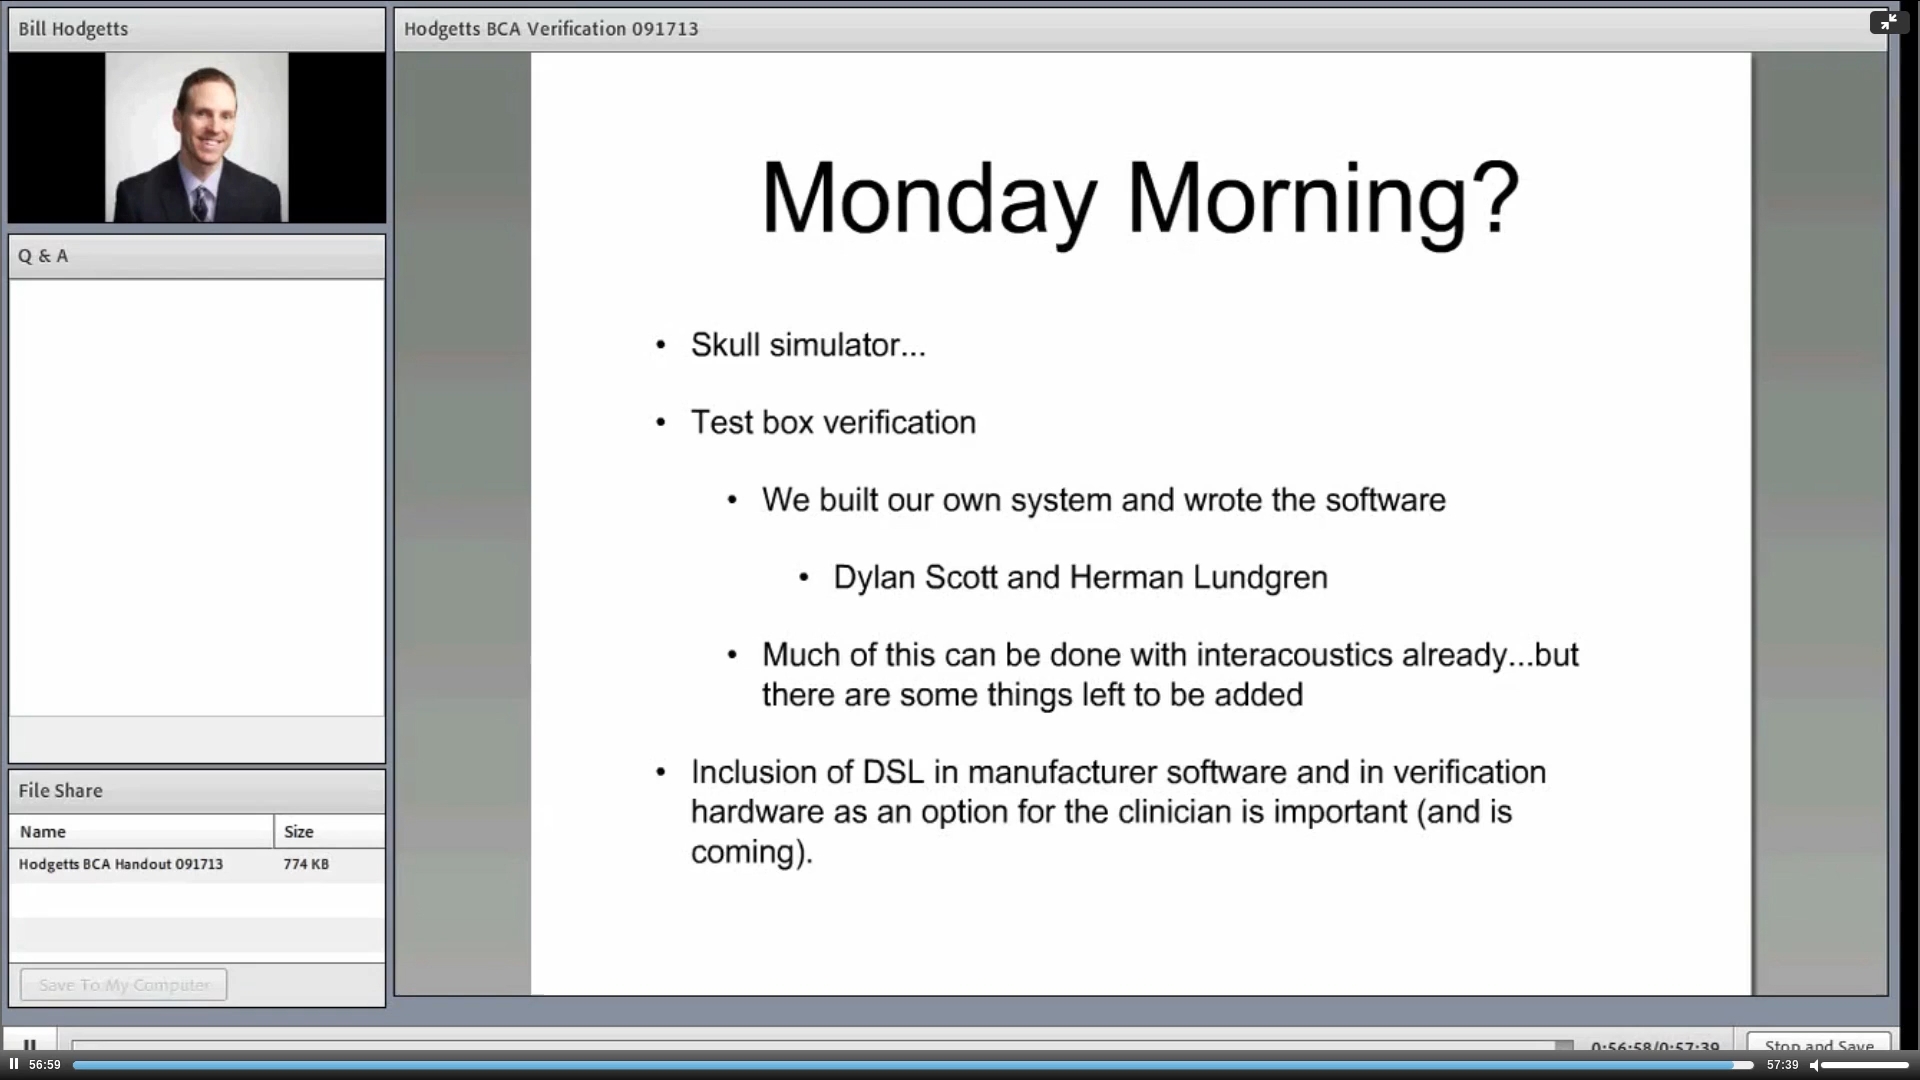 Bill Hodgetts
Hodgetts BCA Verification 091713
Q & A
File Share
Name Size
Hodgetts BCA Handout 091713 774 KB
Save To My Computer
Monday Morning?
• Skull simulator...
• Test box verification
• We built our own system and wrote the software
• Dylan Scott and Herman Lundgren
• Much of this can be done with interacoustics already...but
there are some things left to be added
• Inclusion of DSL in manufacturer software and in verification
hardware as an option for the clinician is important (and is
coming).
0:56:58/0:57:39 Stop and Save
56:59 57:39